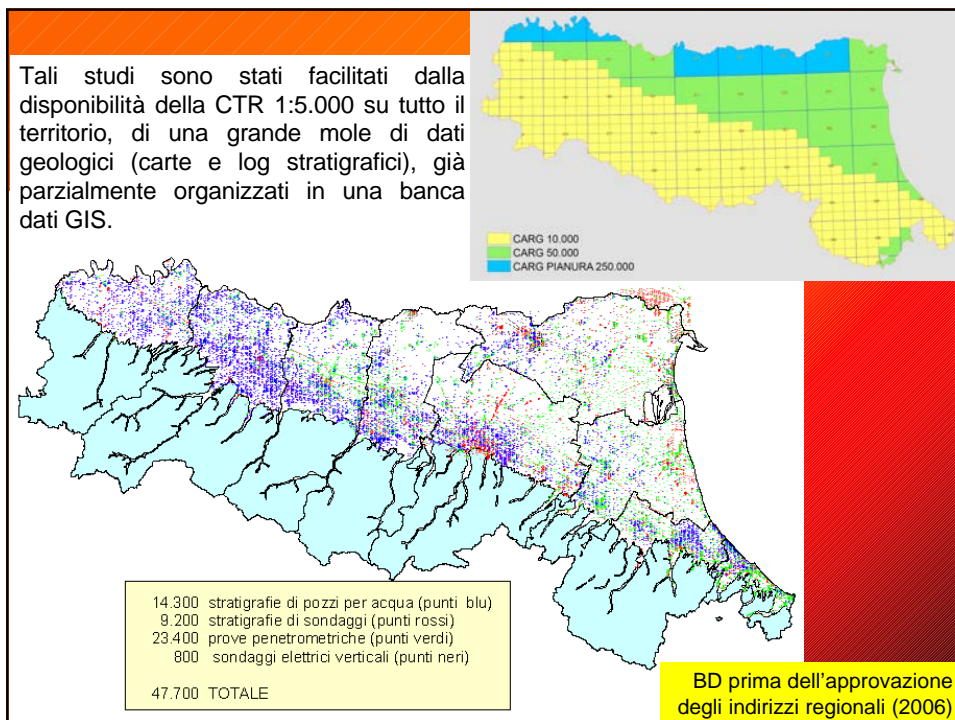 Tali studi sono stati facilitati dalla
disponibilità della CTR 1:5.000 su tutto il
territorio, di una grande mole di dati
geologici (carte e log stratigrafici), già
parzialmente organizzati in una banca
dati GIS.
CARG 10.000
CARG 50.000
CARG PIANURA 250.000
14.300 stratigrafie di pozzi per acqua (punti blu)
9.200 stratigrafie di sondaggi (punti rossi)
23.400 prove penetrometriche (punti verdi)
800 sondaggi elettrici verticali (punti neri)
47.700 TOTALE
BD prima dell'approvazione
degli indirizzi regionali (2006)